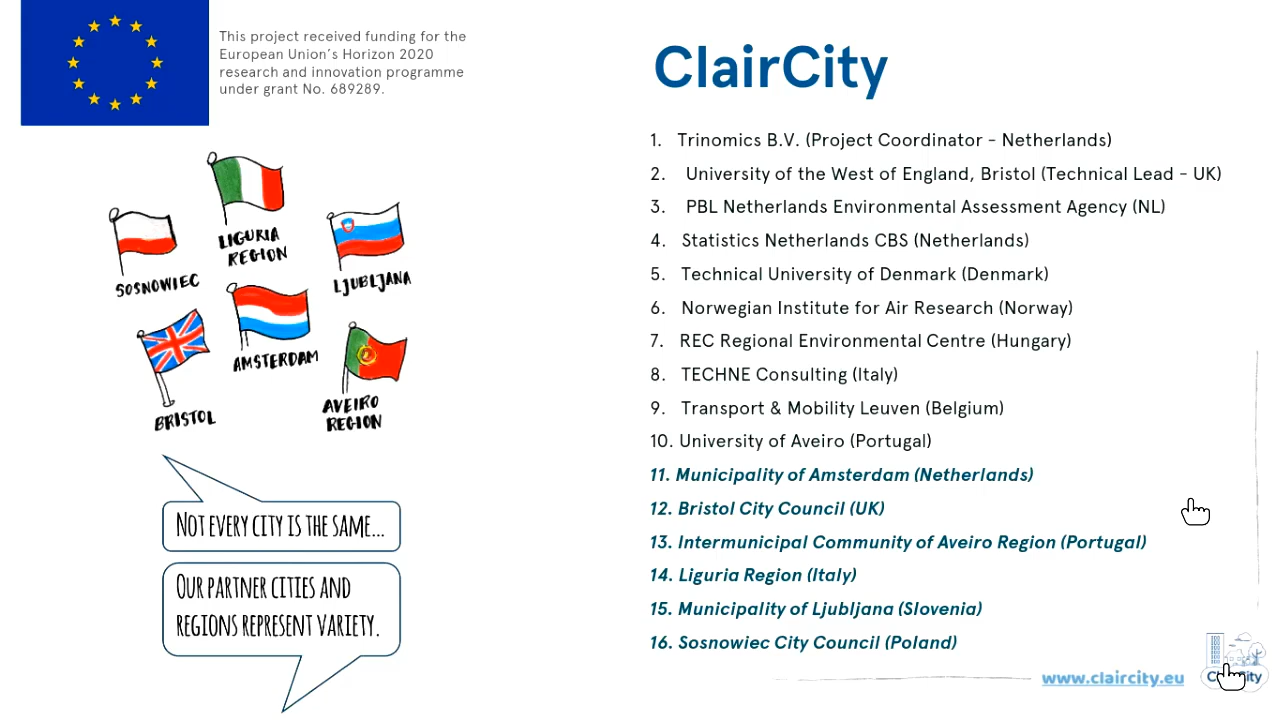 This project received funding for the
European Union's Horizon 2020
research and innovation programme
under grant No. 689289.
LIGURIA
REGION
SOSNOWIEC
LJUBLJANA
AMSTERDAM
BRISTOL
AVEIRO
REGION
NOT EVERY CITY IS THE SAME...
OUR PARTNER CITIES AND
REGIONS REPRESENT VARIETY.
ClairCity
1. Trinomics B.V. (Project Coordinator - Netherlands)
2. University of the West of England, Bristol (Technical Lead - UK)
3. PBL Netherlands Environmental Assessment Agency (NL)
4. Statistics Netherlands CBS (Netherlands)
5. Technical University of Denmark (Denmark)
6. Norwegian Institute for Air Research (Norway)
7. REC Regional Environmental Centre (Hungary)
8. TECHNE Consulting (Italy)
9. Transport & Mobility Leuven (Belgium)
10. University of Aveiro (Portugal)
11. Municipality of Amsterdam (Netherlands)
12. Bristol City Council (UK)
13. Intermunicipal Community of Aveiro Region (Portugal)
14. Liguria Region (Italy)
15. Municipality of Ljubljana (Slovenia)
16. Sosnowiec City Council (Poland)
www.claircity.eu